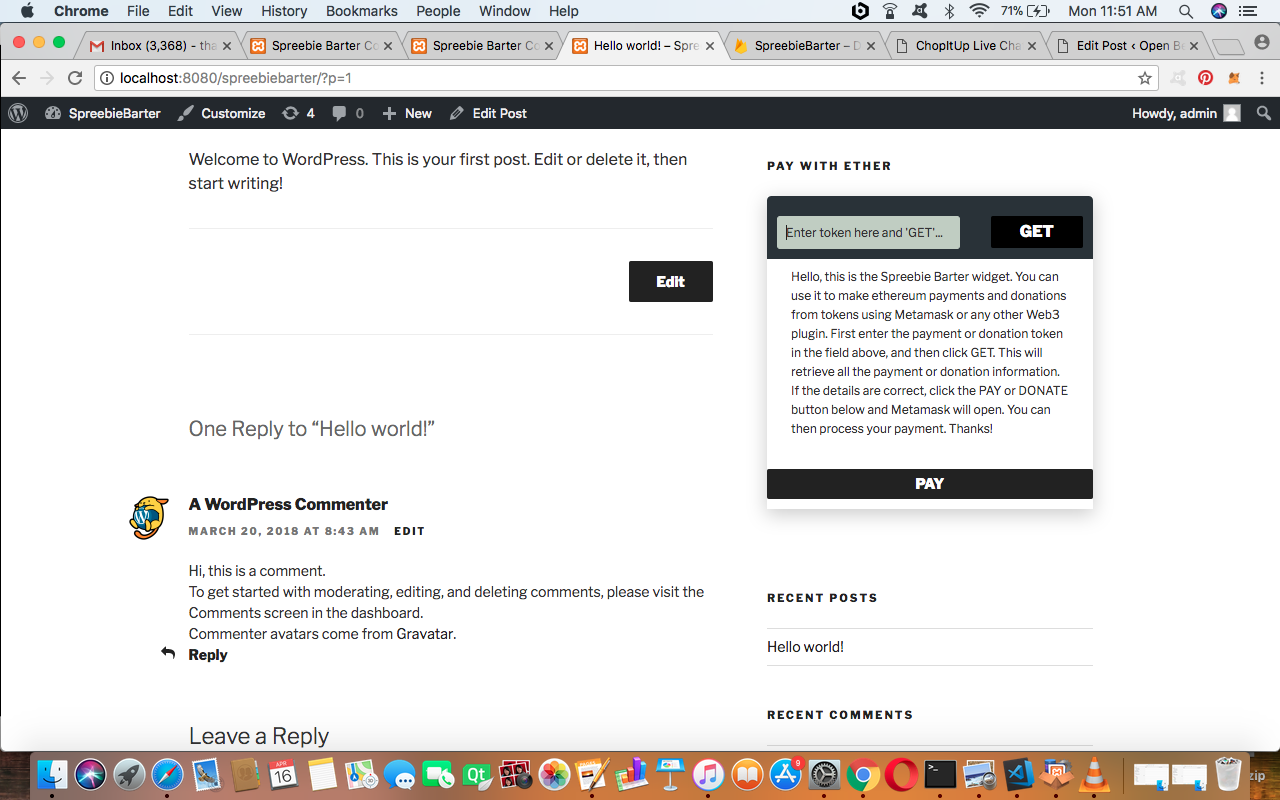 Chrome File Edit View History Bookmarks People Window Help 71% Mon 11:51 AM
Inbox (3,368) - tha
Spreebie Barter Co
Spreebie Barter Co
Hello world! – Spre
SpreebieBarter – D
ChopItUp Live Cha
Edit Post ‹ Open Be
localhost:8080/spreebiebarter/?p=1
SpreebieBarter Customize 4 0 New Edit Post Howdy, admin
Welcome to WordPress. This is your first post. Edit or delete it, then
start writing!
Edit
One Reply to “Hello world!”
A WordPress Commenter
MARCH 20, 2018 AT 8:43 AM EDIT
Hi, this is a comment.
To get started with moderating, editing, and deleting comments, please visit the
Comments screen in the dashboard.
Commenter avatars come from Gravatar.
Reply
Leave a Reply
PAY WITH ETHER
Enter token here and 'GET'...
GET
Hello, this is the Spreebie Barter widget. You can
use it to make ethereum payments and donations
from tokens using Metamask or any other Web3
plugin. First enter the payment or donation token
in the field above, and then click GET. This will
retrieve all the payment or donation information.
If the details are correct, click the PAY or DONATE
button below and Metamask will open. You can
then process your payment. Thanks!
PAY
RECENT POSTS
Hello world!
RECENT COMMENTS
APR
16
Qt
9
zip